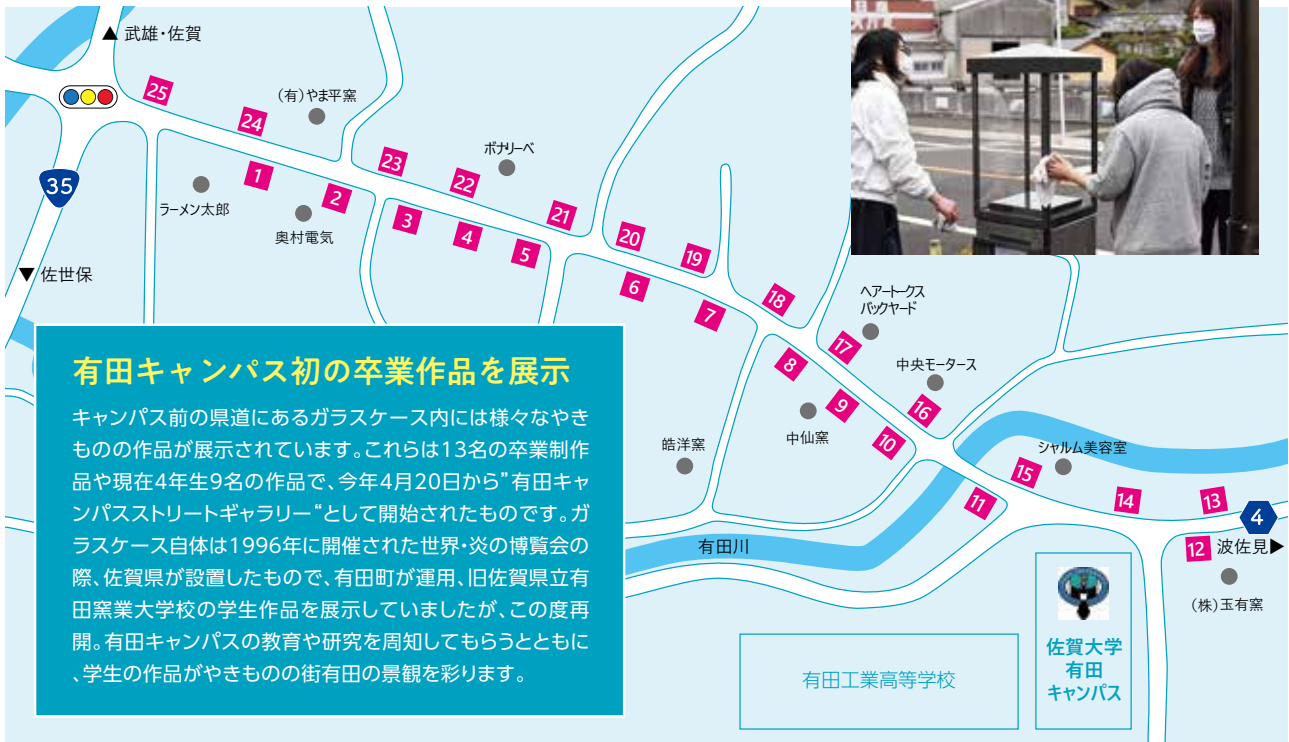 ▲ 武雄・佐賀
25
24
(有)やま平窯
23
22
ボナリーベ
21
20
19
18
ヘアートークス
バックヤード
17
中央モータース
16
35
ラーメン太郎
1
奥村電気
2
3
4
5
6
7
8
9
10
中仙窯
皓洋窯
▼ 佐世保
11
シャルム美容室
15
14
13
4
12
波佐見▶
(株)玉有窯
有田川
有田工業高等学校
佐賀大学
有田
キャンパス
有田キャンパス初の卒業作品を展示
キャンパス前の県道にあるガラスケース内には様々なやき
ものの作品が展示されています。これらは13名の卒業制作
品や現在4年生9名の作品で、今年4月20日から”有田キャ
ンパスストリートギャラリー“として開始されたものです。ガ
ラスケース自体は1996年に開催された世界・炎の博覧会の
際、佐賀県が設置したもので、有田町が運用、旧佐賀県立有
田窯業大学校の学生作品を展示していましたが、この度再
開。有田キャンパスの教育や研究を周知してもらうとともに
、学生の作品がやきものの街有田の景観を彩ります。